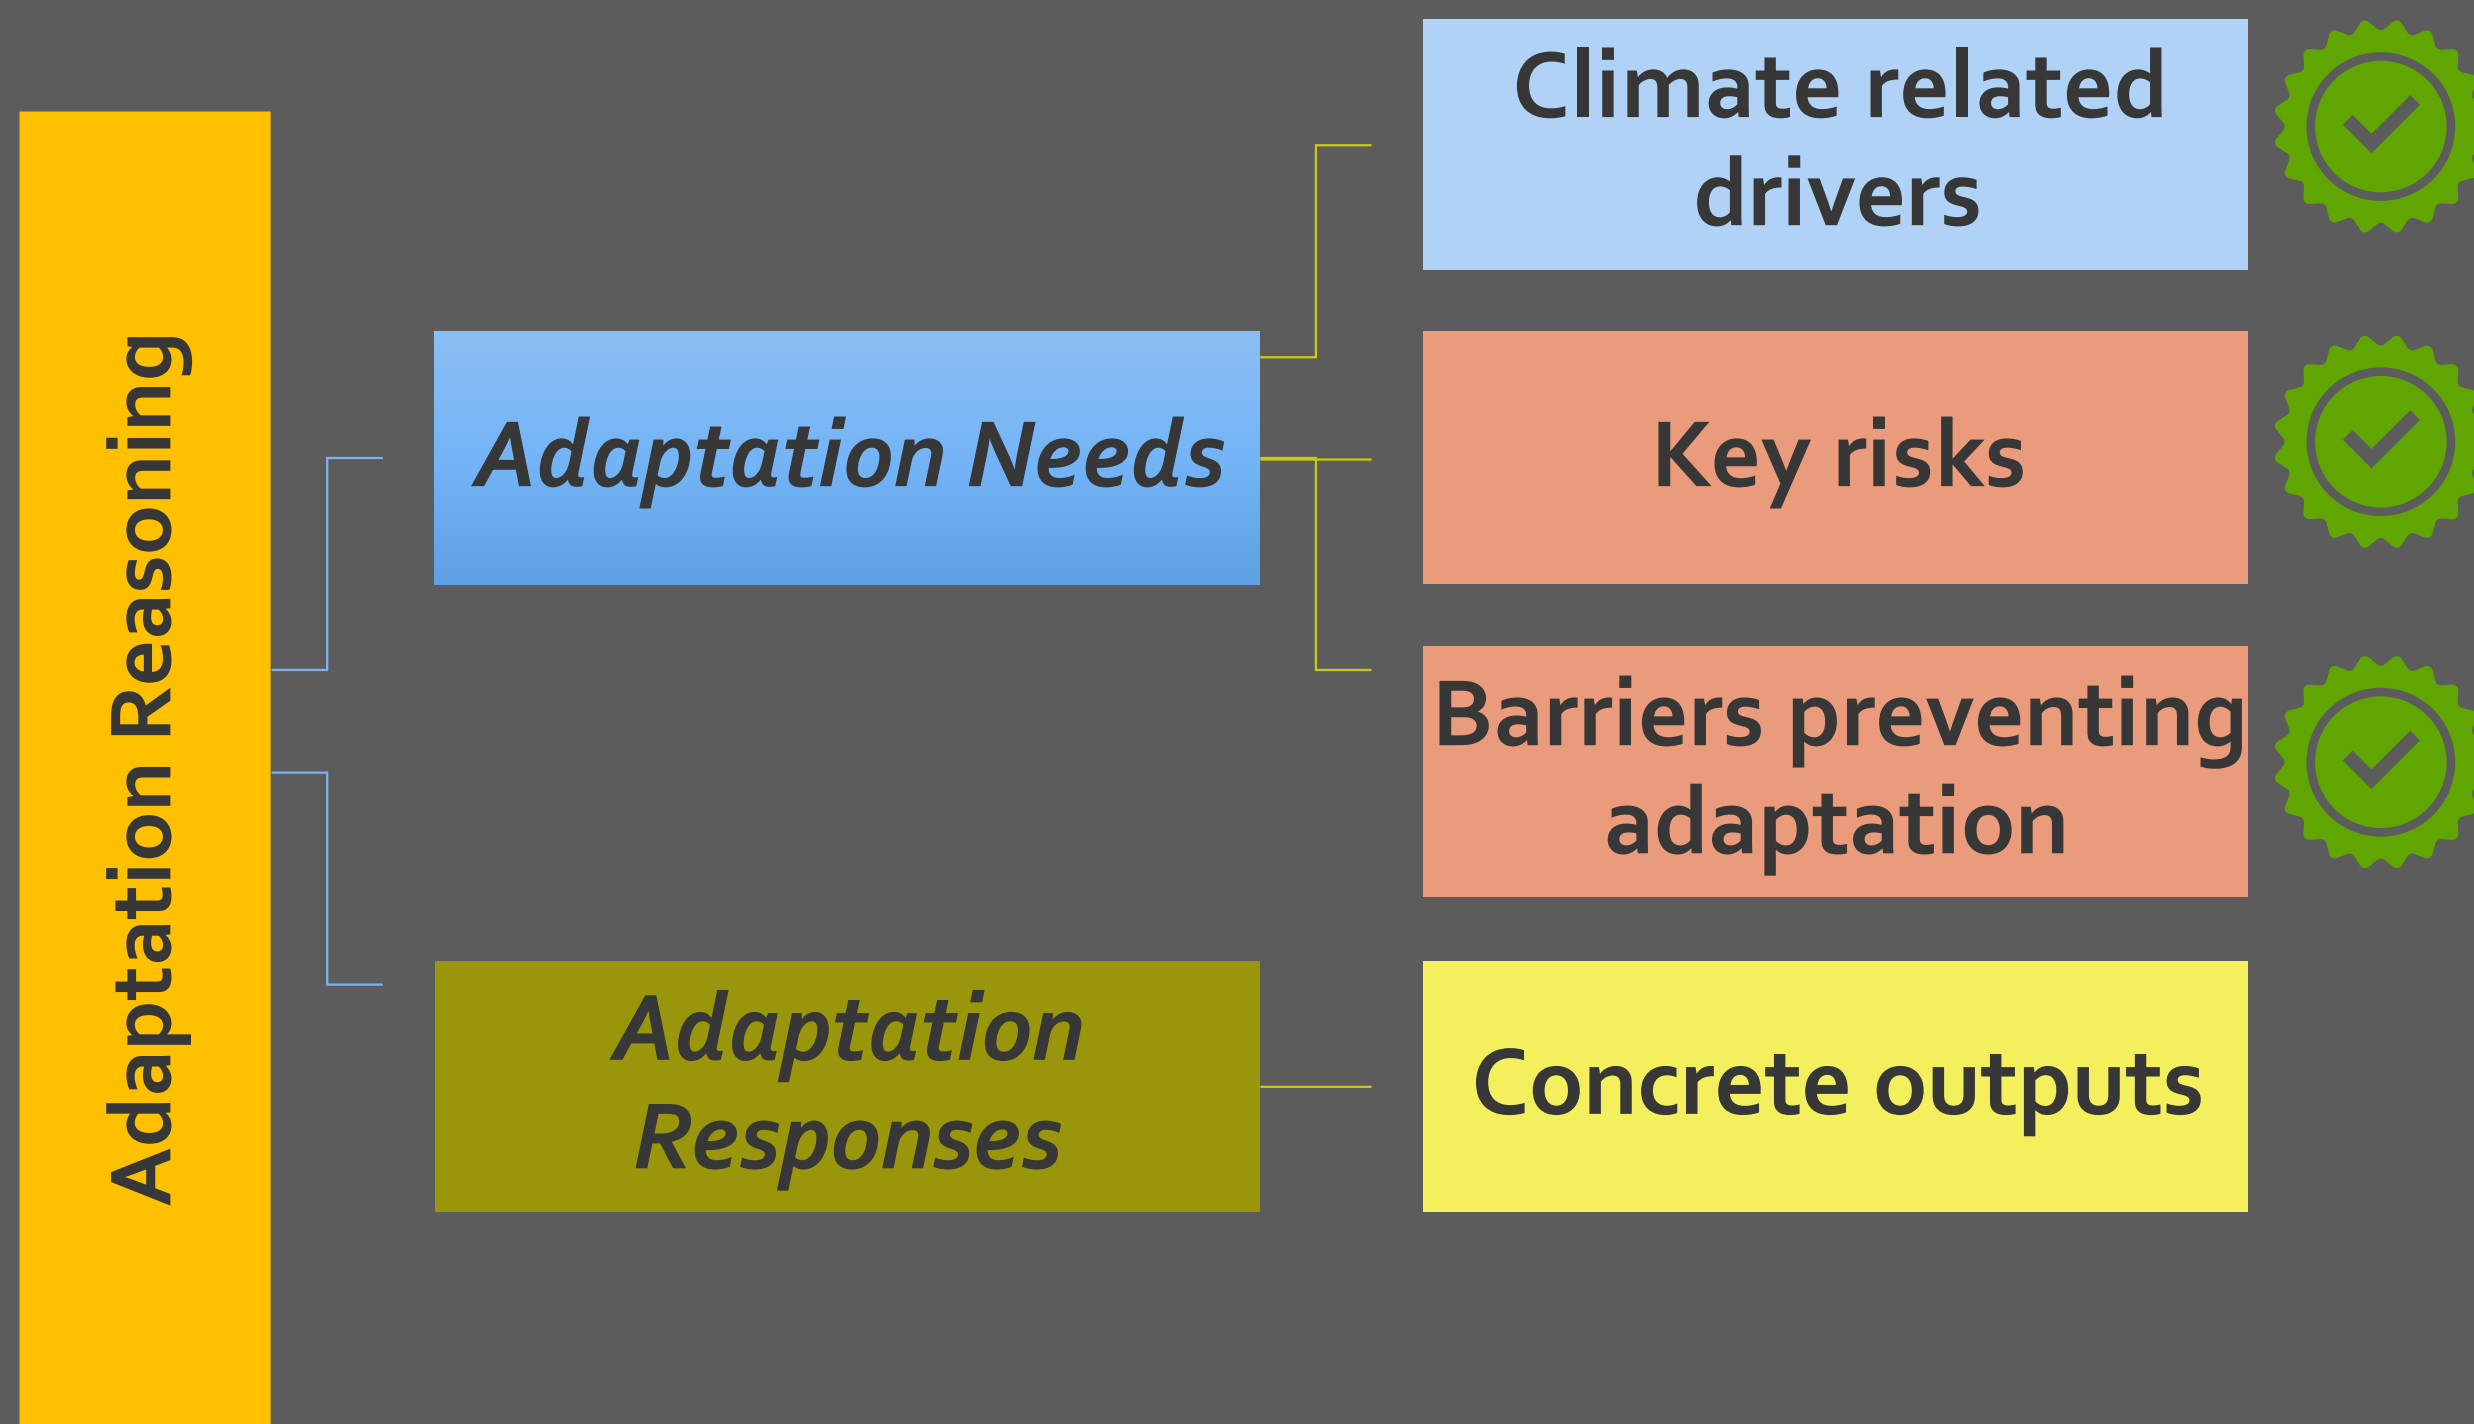 Adaptation Reasoning
Adaptation Needs
Climate related
drivers
Key risks
Barriers preventing
adaptation
Adaptation
Responses
Concrete outputs